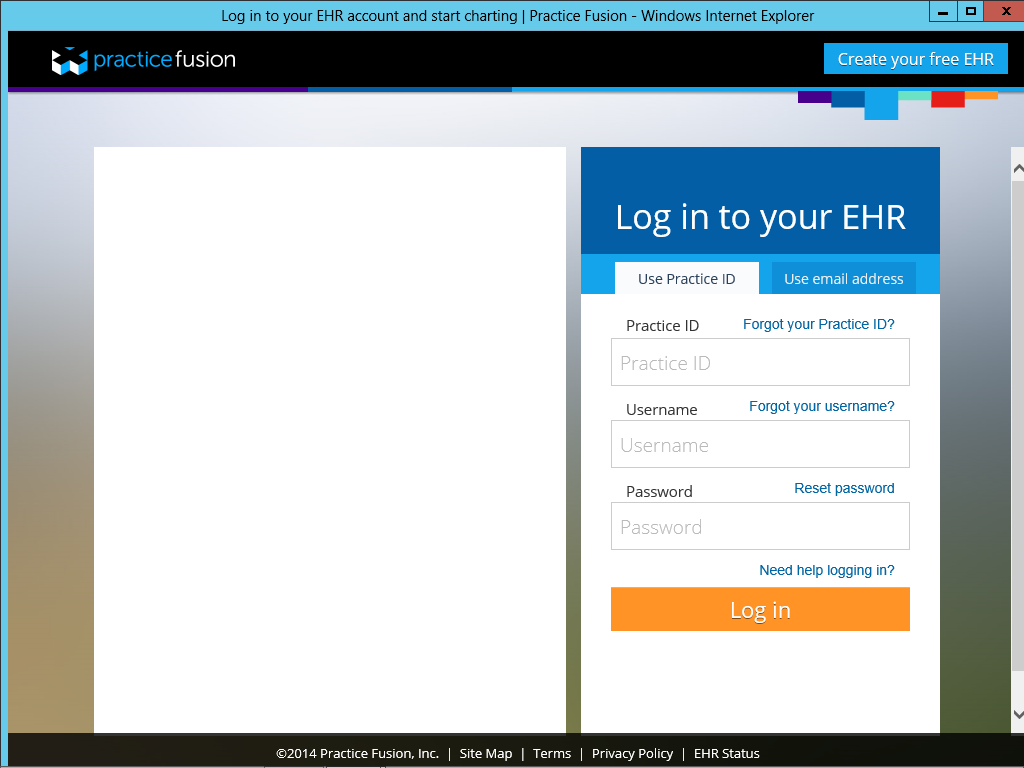 Log in to your EHR account and start charting | Practice Fusion - Windows Internet Explorer
practice fusion
Create your free EHR
Log in to your EHR
Use Practice ID
Use email address
Practice ID
Forgot your Practice ID?
Practice ID
Username
Forgot your username?
Username
Password
Reset password
Password
Need help logging in?
Log in
©2014 Practice Fusion, Inc. | Site Map | Terms | Privacy Policy | EHR Status